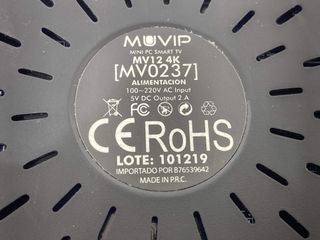 MUVIP
MINI PC SMART TV
MV12 4K
[MV0237]
ALIMENTACION
100~220V AC Input
5V DC Output 2 A
FC
CE RoHS
LOTE: 101219
IMPORTADO POR B76539642
MADE IN P.R.C.